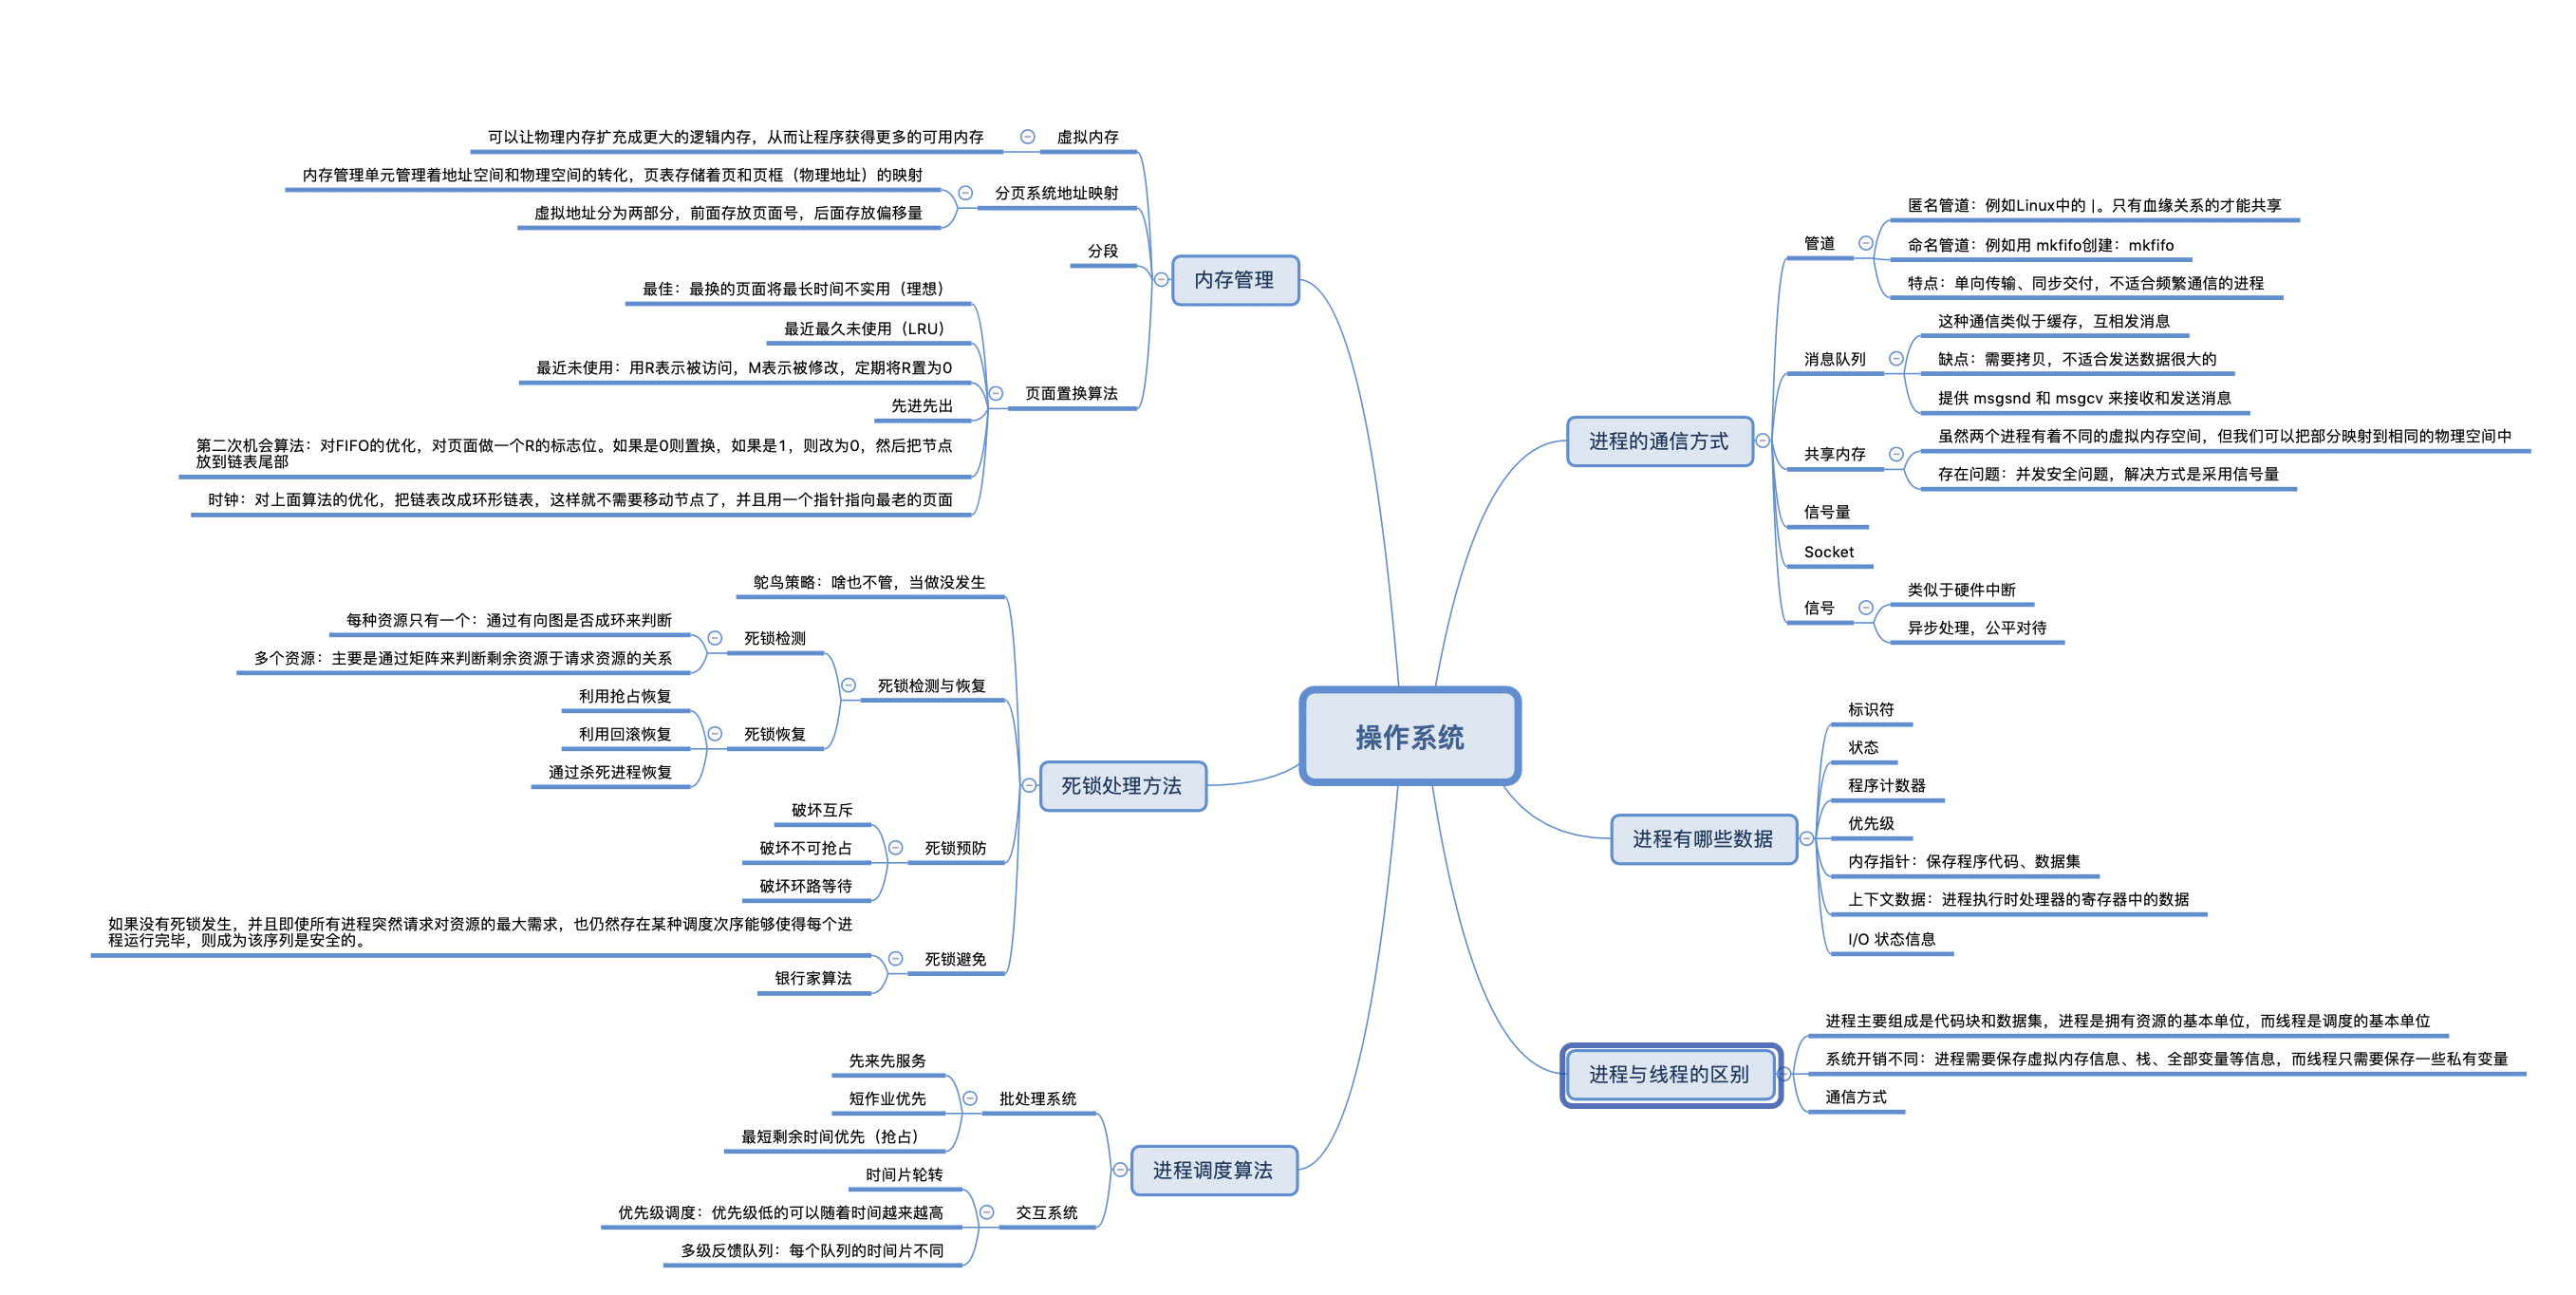 操作系统
进程的通信方式
管道
匿名管道：例如Linux中的 |。只有血缘关系的才能共享
命名管道：例如用 mkfifo创建：mkfifo
特点：单向传输、同步交付，不适合频繁通信的进程
消息队列
这种通信类似于缓存，互相发消息
缺点：需要拷贝，不适合发送数据很大的
提供 msgsnd 和 msgcv 来接收和发送消息
共享内存
虽然两个进程有着不同的虚拟内存空间，但我们可以把部分映射到相同的物理空间中
存在问题：并发安全问题，解决方式是采用信号量
信号量
Socket
信号
类似于硬件中断
异步处理，公平对待
进程有哪些数据
标识符
状态
程序计数器
优先级
内存指针：保存程序代码、数据集
上下文数据：进程执行时处理器的寄存器中的数据
I/O 状态信息
进程与线程的区别
进程主要组成是代码块和数据集，进程是拥有资源的基本单位，而线程是调度的基本单位
系统开销不同：进程需要保存虚拟内存信息、栈、全部变量等信息，而线程只需要保存一些私有变量
通信方式
内存管理
虚拟内存
可以让物理内存扩充成更大的逻辑内存，从而让程序获得更多的可用内存
分页系统地址映射
内存管理单元管理着地址空间和物理空间的转化，页表存储着页和页框（物理地址）的映射
虚拟地址分为两部分，前面存放页面号，后面存放偏移量
分段
页面置换算法
最佳：最换的页面将最长时间不实用（理想）
最近最久未使用（LRU）
最近未使用：用R表示被访问，M表示被修改，定期将R置为0
先进先出
第二次机会算法：对FIFO的优化，对页面做一个R的标志位。如果是0则置换，如果是1，则改为0，然后把节点
放到链表尾部
时钟：对上面算法的优化，把链表改成环形链表，这样就不需要移动节点了，并且用一个指针指向最老的页面
死锁处理方法
鸵鸟策略：啥也不管，当做没发生
死锁检测与恢复
死锁检测
每种资源只有一个：通过有向图是否成环来判断
多个资源：主要是通过矩阵来判断剩余资源于请求资源的关系
死锁恢复
利用抢占恢复
利用回滚恢复
通过杀死进程恢复
死锁预防
破坏互斥
破坏不可抢占
破坏环路等待
死锁避免
如果没有死锁发生，并且即使所有进程突然请求对资源的最大需求，也仍然存在某种调度次序能够使得每个进
程运行完毕，则成为该序列是安全的。
银行家算法
进程调度算法
批处理系统
先来先服务
短作业优先
最短剩余时间优先（抢占）
交互系统
时间片轮转
优先级调度：优先级低的可以随着时间越来越高
多级反馈队列：每个队列的时间片不同